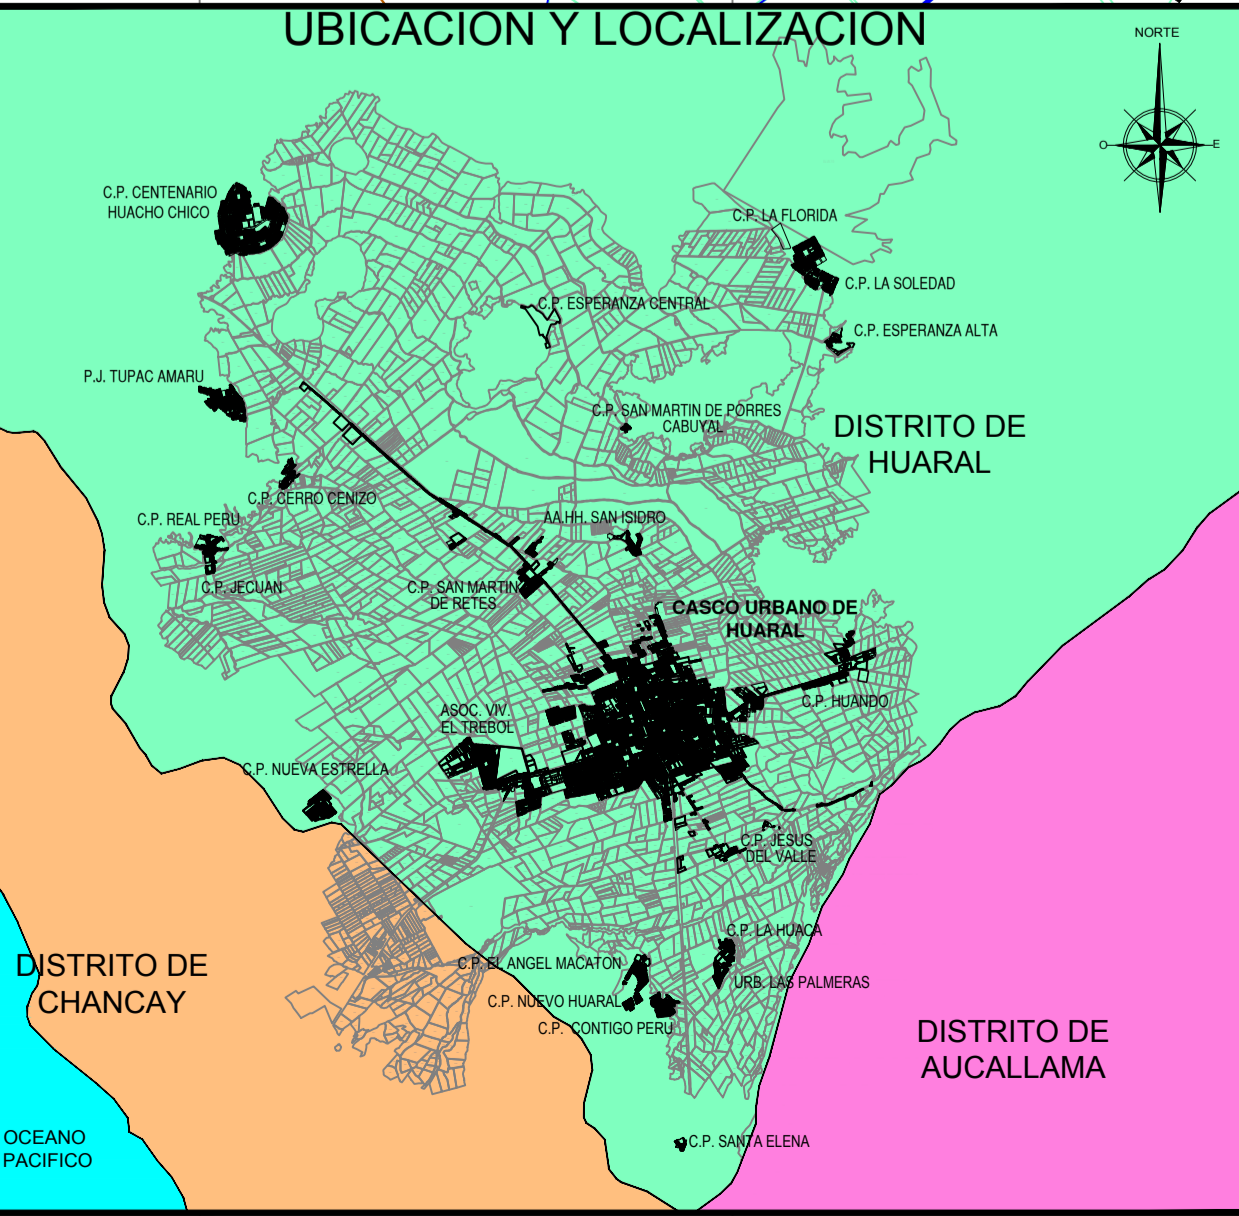 UBICACION Y LOCALIZACION
NORTE
O
E
C.P. CENTENARIO
HUACHO CHICO
C.P. LA FLORIDA
C.P. LA SOLEDAD
C.P. ESPERANZA CENTRAL
C.P. ESPERANZA ALTA
P.J. TUPAC AMARU
C.P. SAN MARTIN DE PORRES
CABUYAL
DISTRITO DE
HUARAL
C.P. CERRO CENIZO
C.P. REAL PERU
AA.HH. SAN ISIDRO
C.P. JECUAN
C.P. SAN MARTIN
DE RETES
CASCO URBANO DE
HUARAL
C.P. HUANDO
ASOC. VIV.
EL TREBOL
C.P. NUEVA ESTRELLA
C.P. JESUS
DEL VALLE
C.P. LA HUACA
C.P. EL ANGEL MACATON
URB. LAS PALMERAS
C.P. NUEVO HUARAL
C.P. CONTIGO PERU
DISTRITO DE
CHANCAY
DISTRITO DE
AUCALLAMA
OCEANO
PACIFICO
C.P. SANTA ELENA